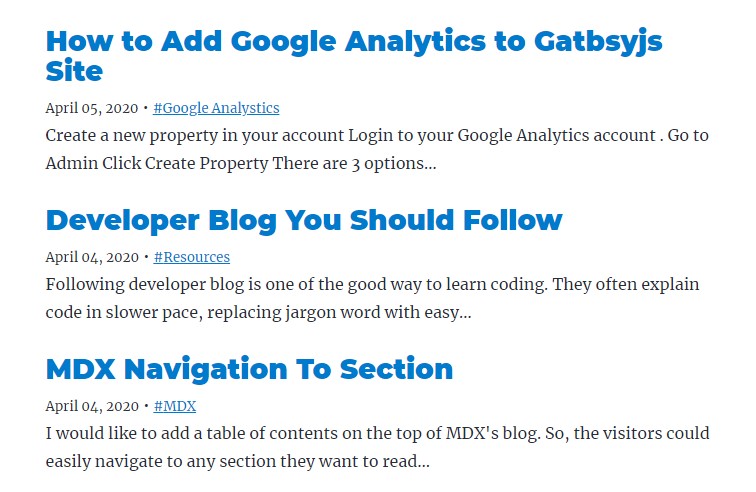 How to Add Google Analytics to Gatbsyjs
Site
April 05, 2020 • #Google Analystics
Create a new property in your account Login to your Google Analytics account . Go to
Admin Click Create Property There are 3 options...
Developer Blog You Should Follow
April 04, 2020 • #Resources
Following developer blog is one of the good way to learn coding. They often explain
code in slower pace, replacing jargon word with easy...
MDX Navigation To Section
April 04, 2020 • #MDX
I would like to add a table of contents on the top of MDX's blog. So, the visitors could
easily navigate to any section they want to read...